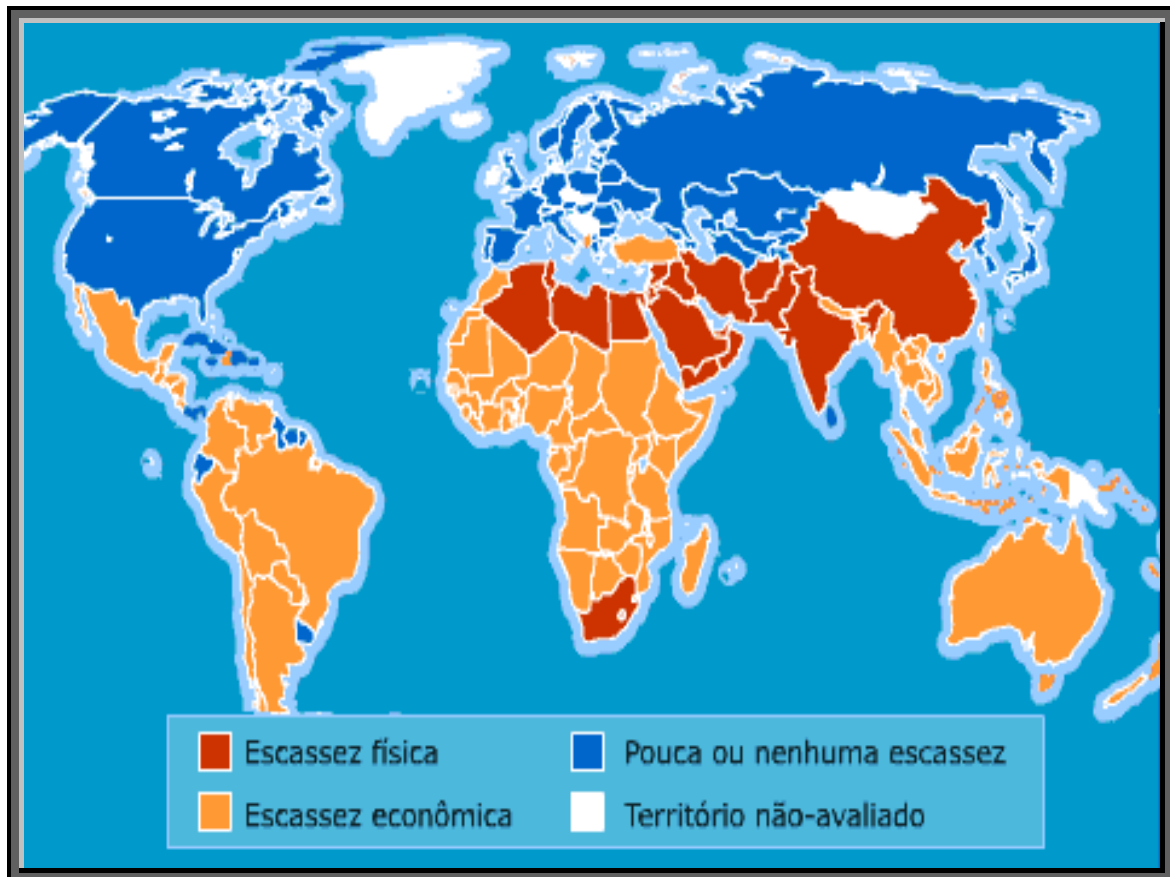 Escassez física
Pouca ou nenhuma escassez
Escassez econômica
Território não-avaliado